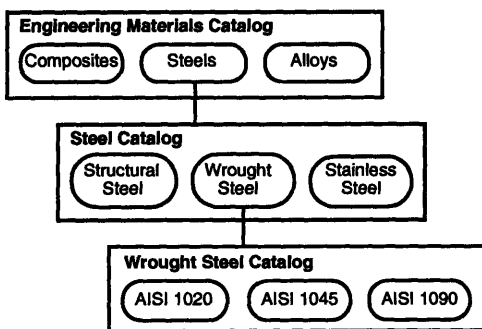 Engineering Materials Catalog
Composites Steels Alloys
Steel Catalog
Structural Steel Wrought Steel Stainless Steel
Wrought Steel Catalog
AISI 1020 AISI 1045 AISI 1090